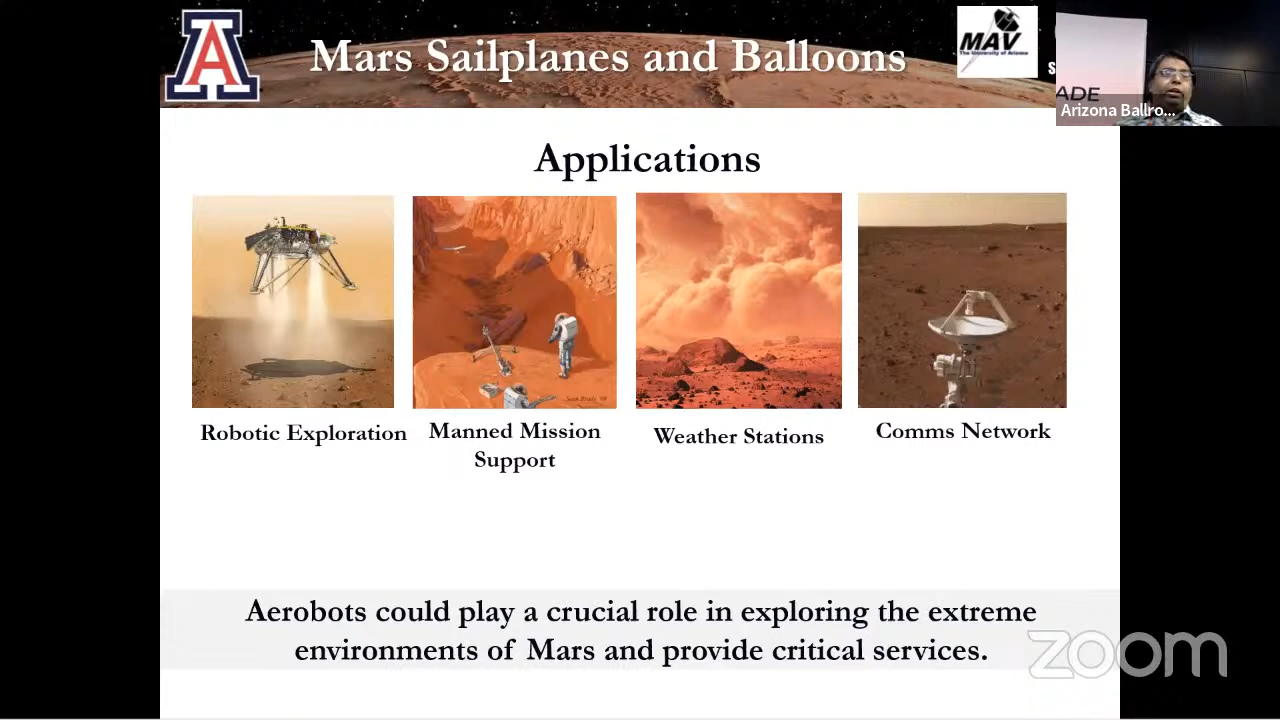 A
Mars Sailplanes and Balloons
MAV
The University of Arizona
S
ADE
Arizona Ballro...
Applications
Robotic Exploration
Manned Mission
Support
Weather Stations
Comms Network
Aerobots could play a crucial role in exploring the extreme
environments of Mars and provide critical services.
zoom